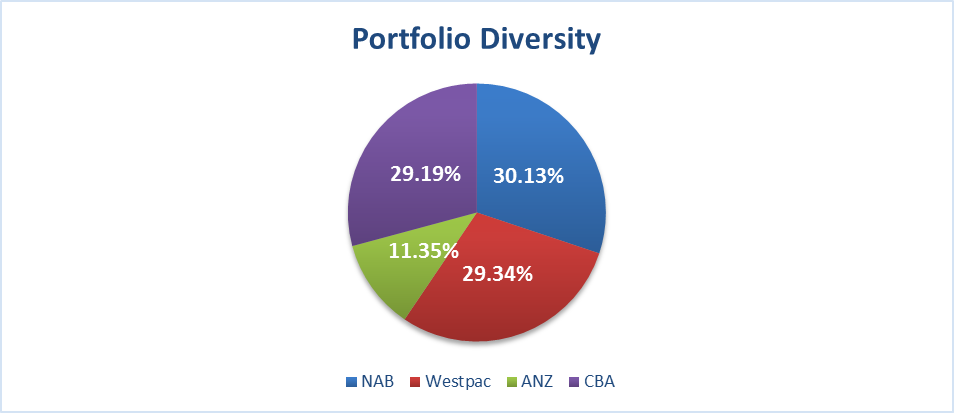 Portfolio Diversity
29.19%
30.13%
11.35%
29.34%
NAB Westpac ANZ CBA